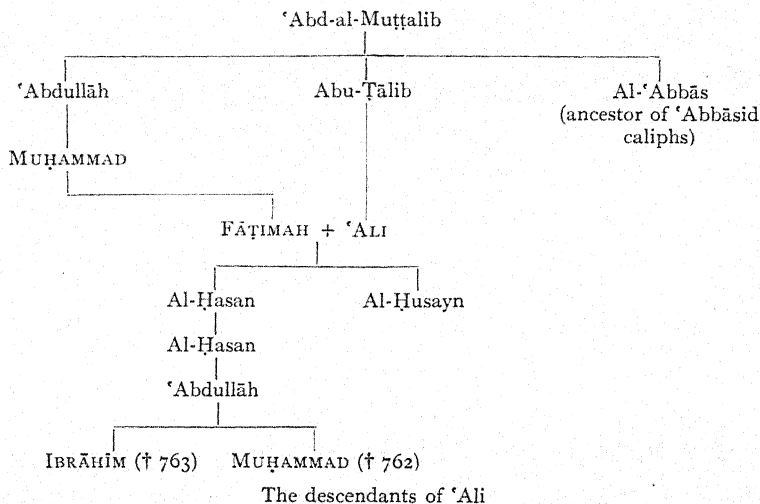 ʿAbd-al-Muṭṭalib
ʿAbdullāh Abu-Ṭālib Al-ʿAbbās
(ancestor of ʿAbbāsid
caliphs)
MUḤAMMAD
FĀṬIMAH + ʿALI
Al-Ḥasan Al-Ḥusayn
Al-Ḥasan
ʿAbdullāh
IBRĀHĪM († 763) MUḤAMMAD († 762)
The descendants of ʿAli